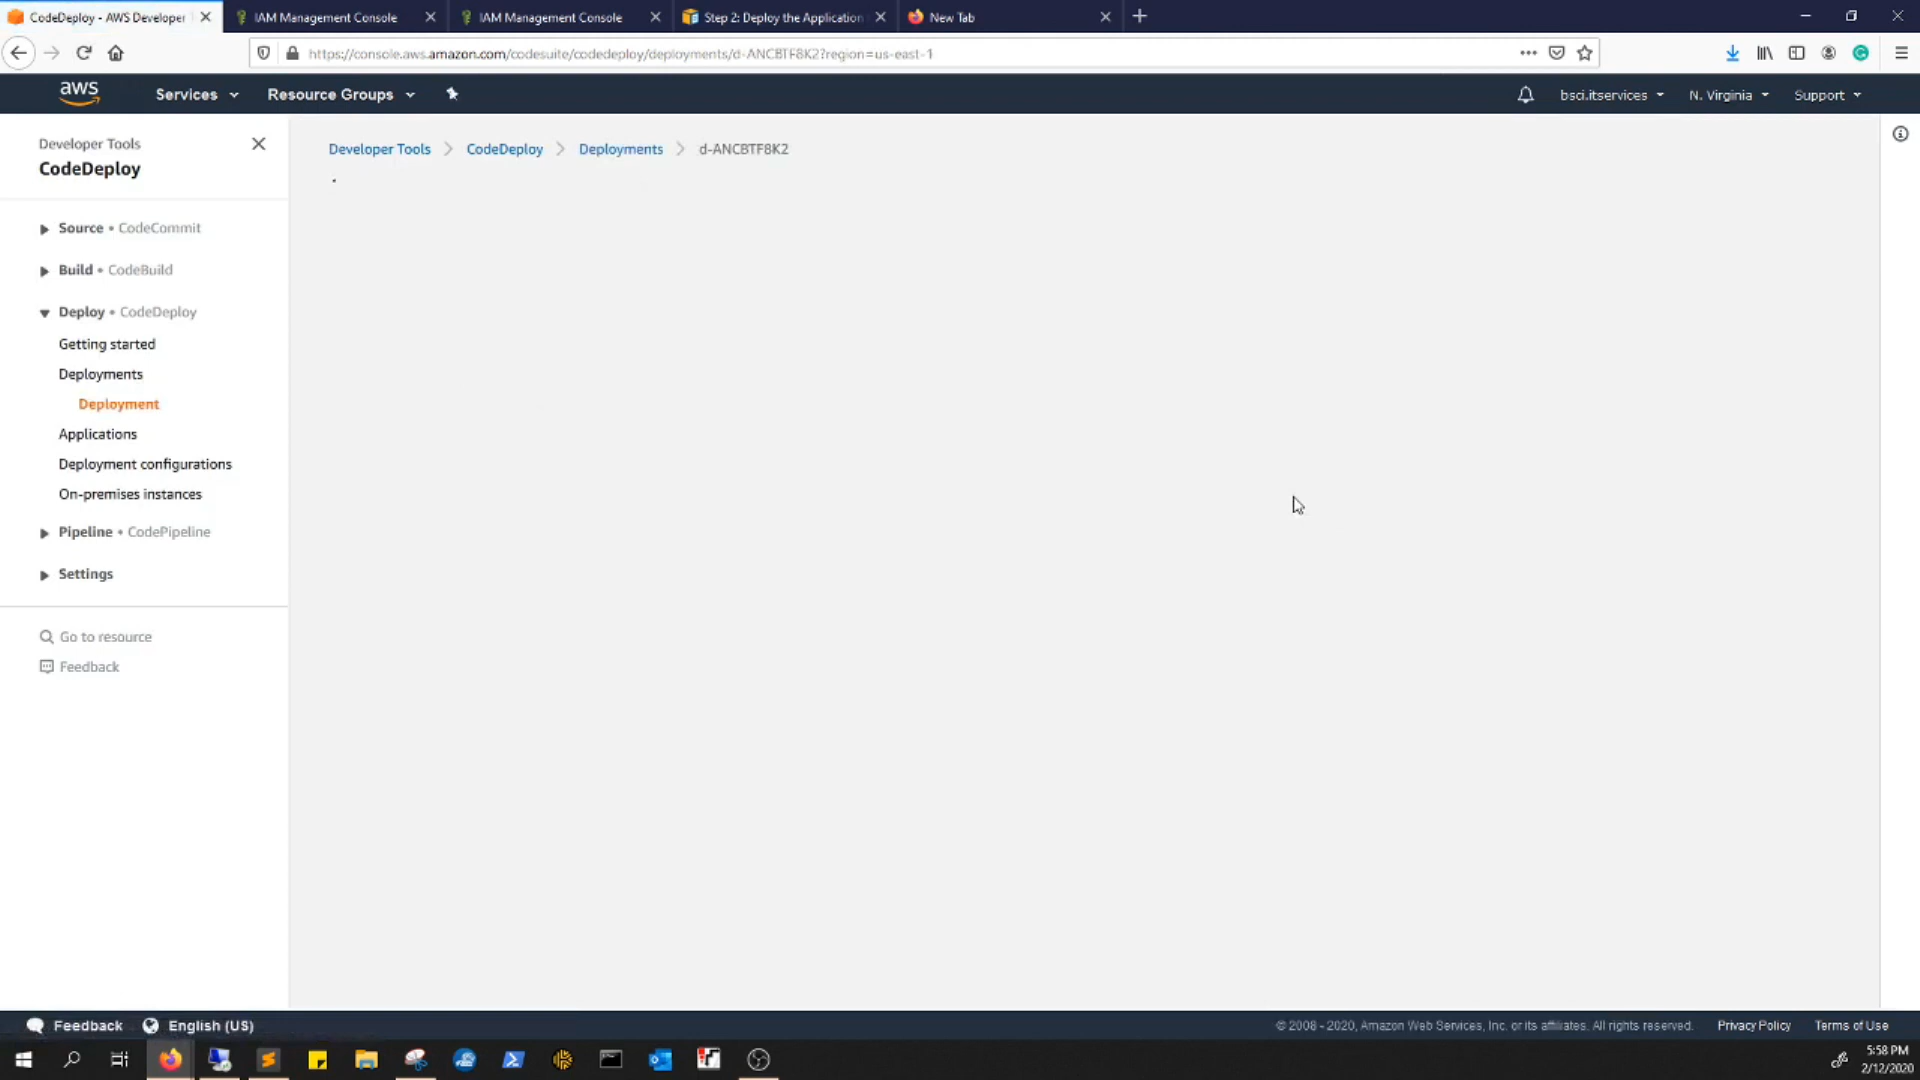 CodeDeploy - AWS Developer
IAM Management Console
IAM Management Console
Step 2: Deploy the Application
New Tab
https://console.aws.amazon.com/codesuite/codedeploy/deployments/d-ANCBTF8K2?region=us-east-1
aws
Services
Resource Groups
bsci.itservices
N. Virginia
Support
Developer Tools
CodeDeploy
Developer Tools > CodeDeploy > Deployments > d-ANCBTF8K2
Source • CodeCommit
Build • CodeBuild
Deploy • CodeDeploy
Getting started
Deployments
Deployment
Applications
Deployment configurations
On-premises instances
Pipeline • CodePipeline
Settings
Go to resource
Feedback
Feedback
English (US)
© 2008 - 2020, Amazon Web Services, Inc. or its affiliates. All rights reserved.
Privacy Policy
Terms of Use
5:58 PM
2/12/2020